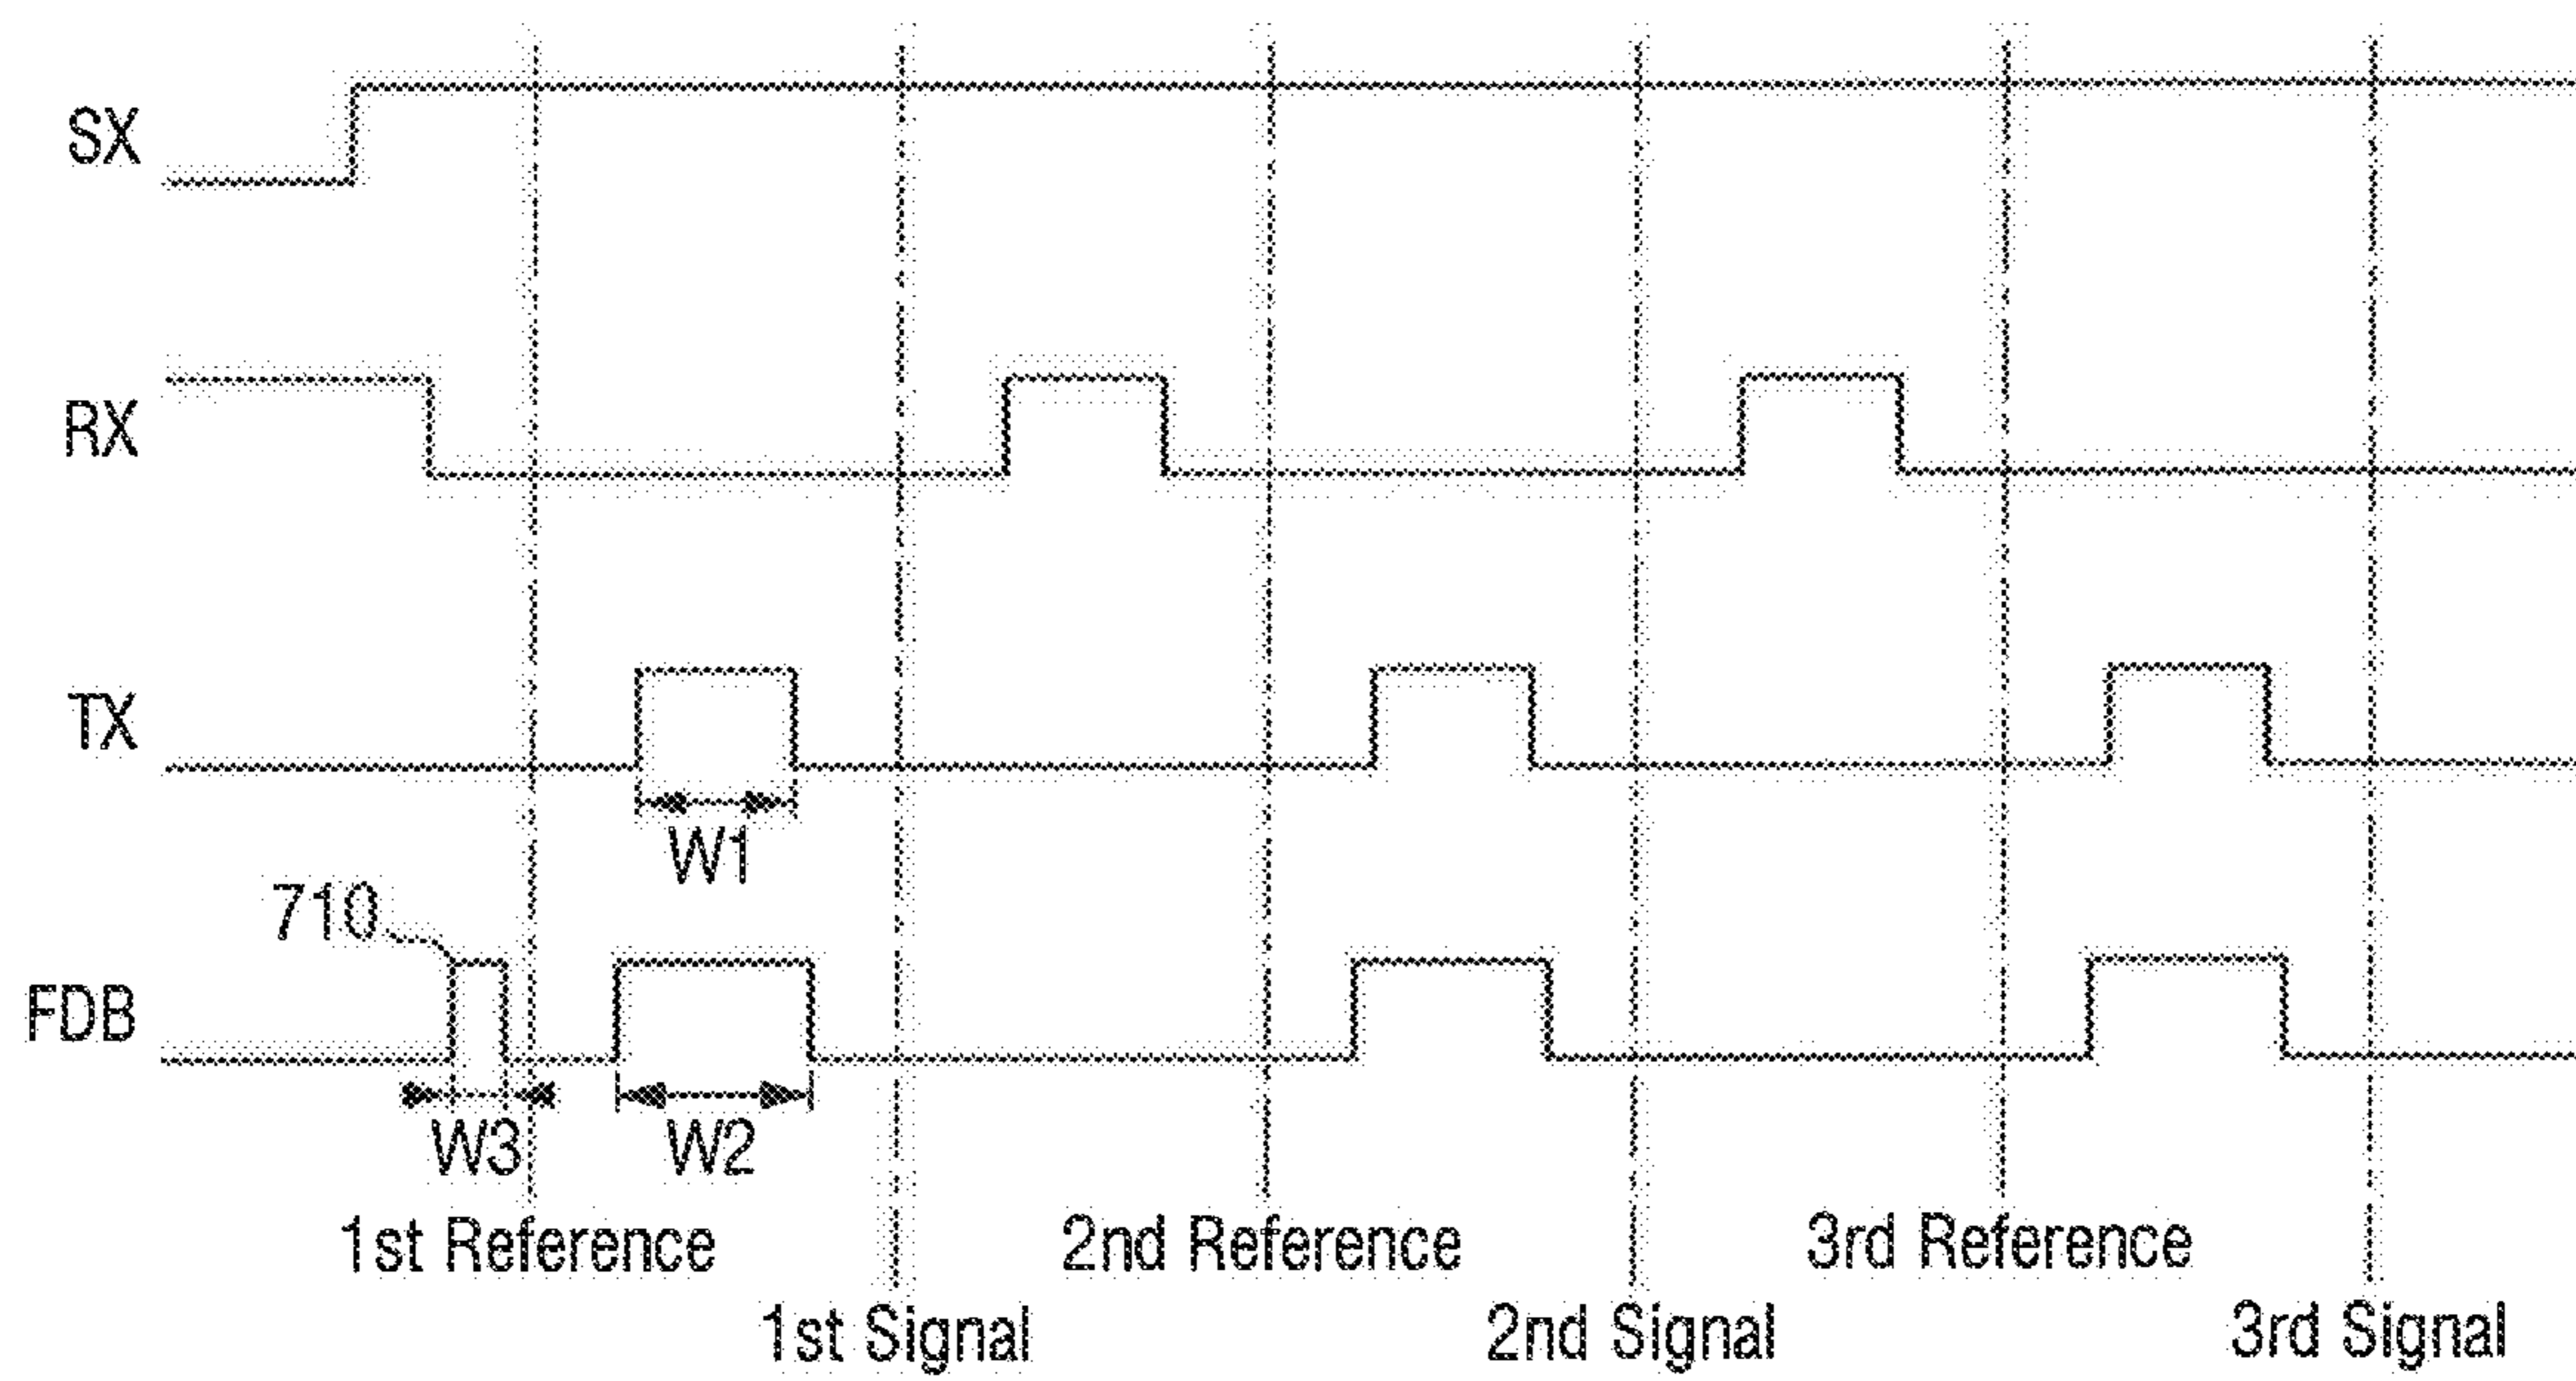 SX
RX
TX
W1
710
FDB
W3
W2
1st Reference
2nd Reference
3rd Reference
1st Signal
2nd Signal
3rd Signal